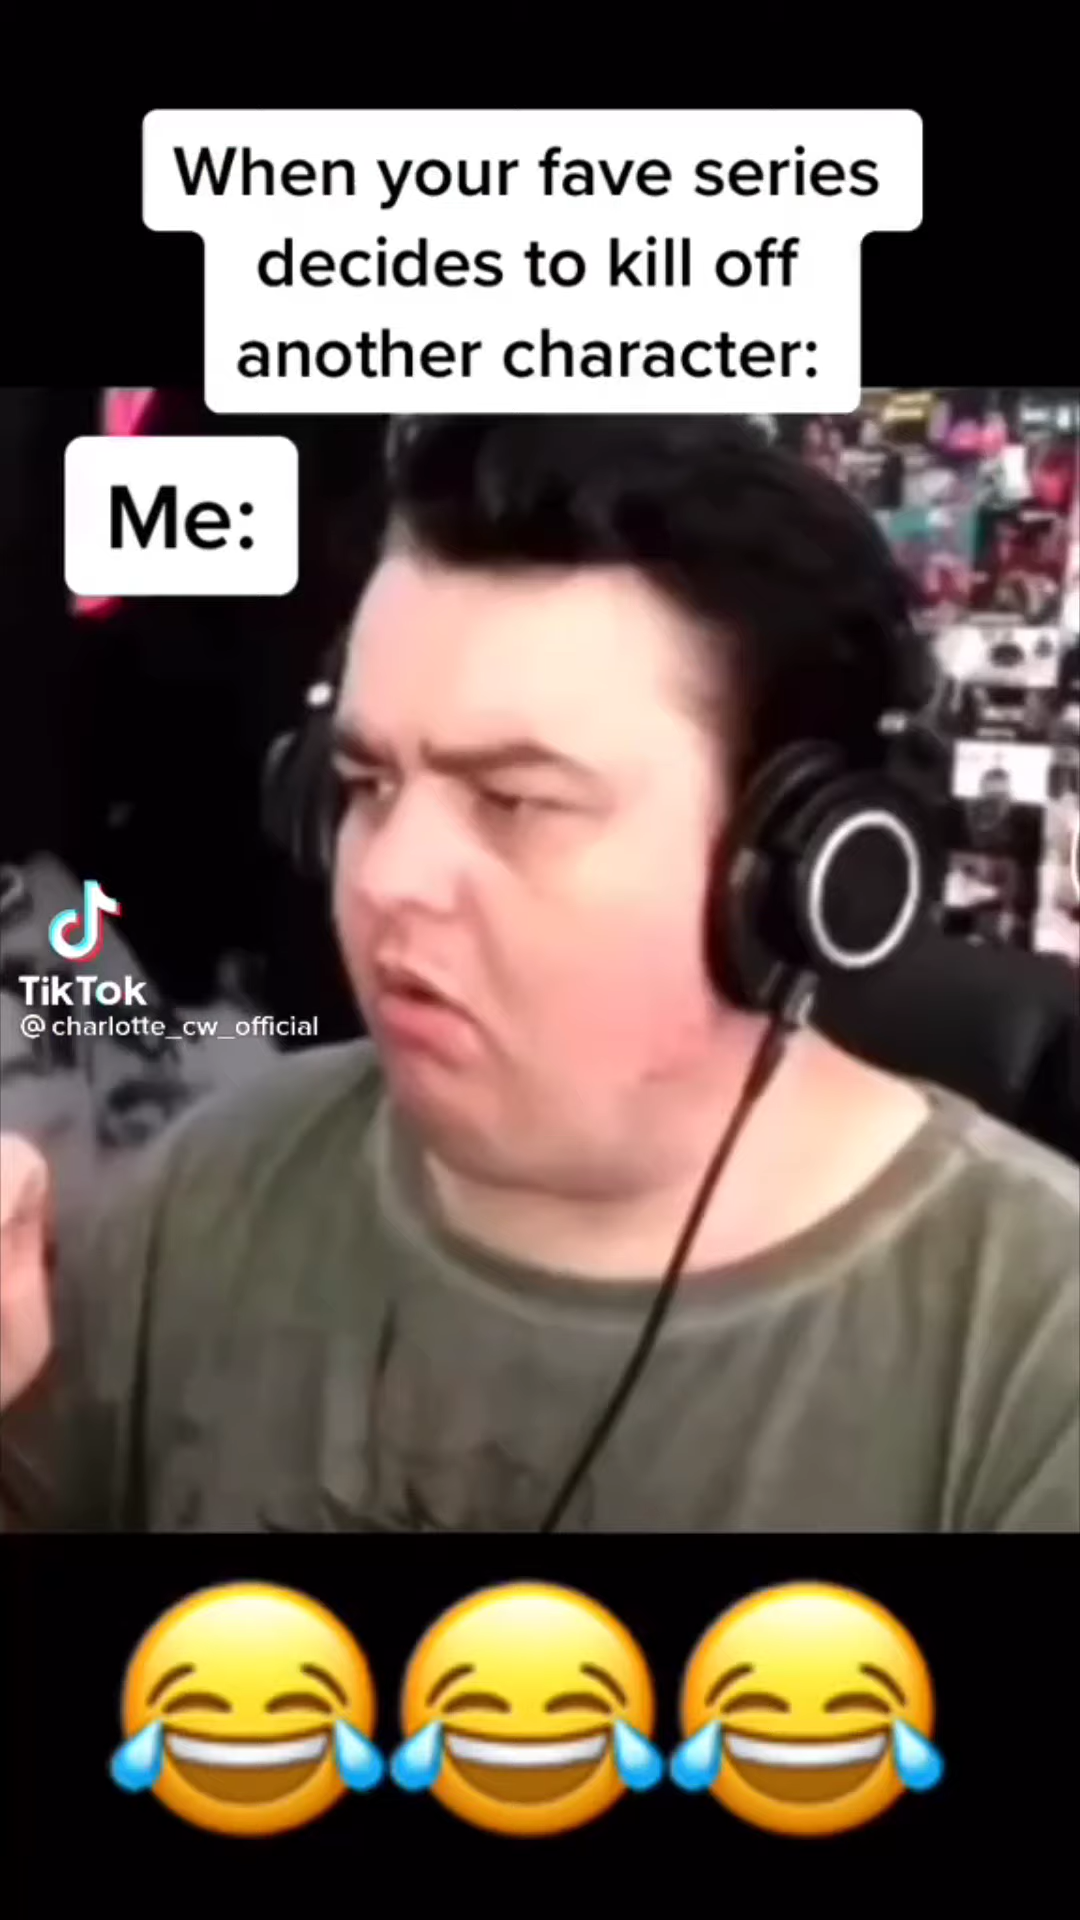 When your fave series
decides to kill off
another character:
Me:
TikTok
@charlotte_cw_official